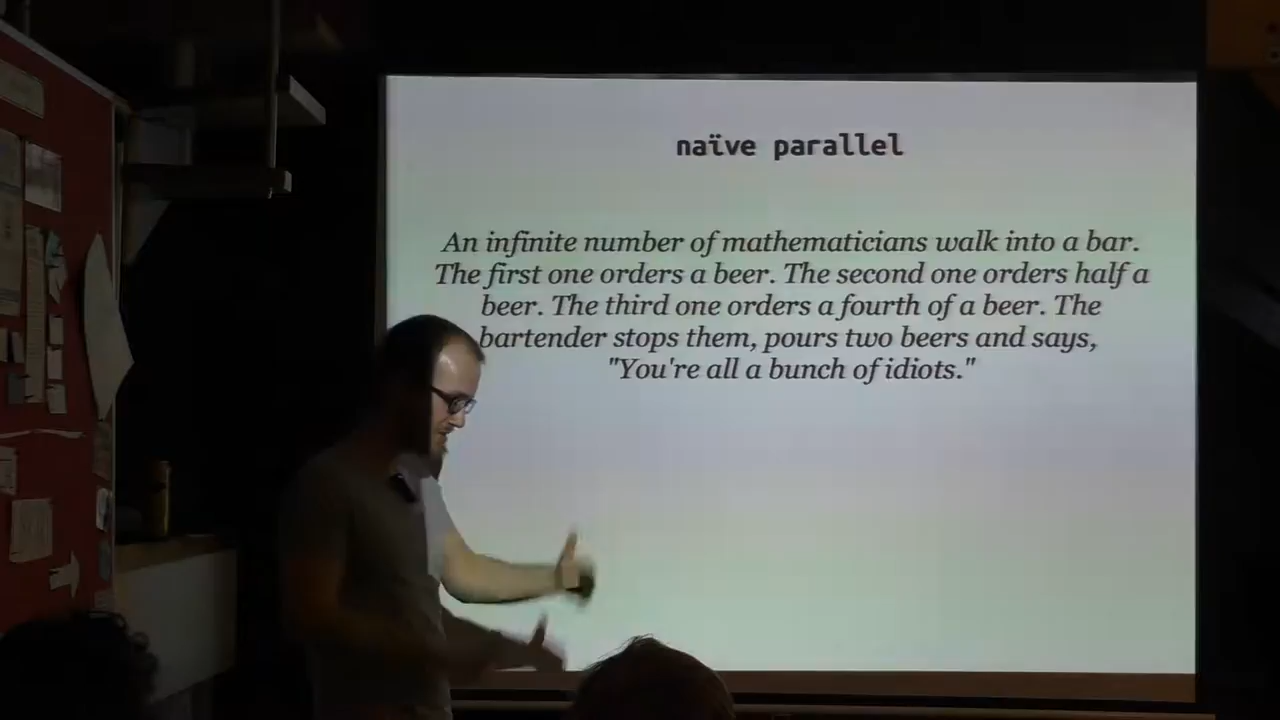 naïve parallel
An infinite number of mathematicians walk into a bar.
The first one orders a beer. The second one orders half a
beer. The third one orders a fourth of a beer. The
bartender stops them, pours two beers and says,
"You're all a bunch of idiots."